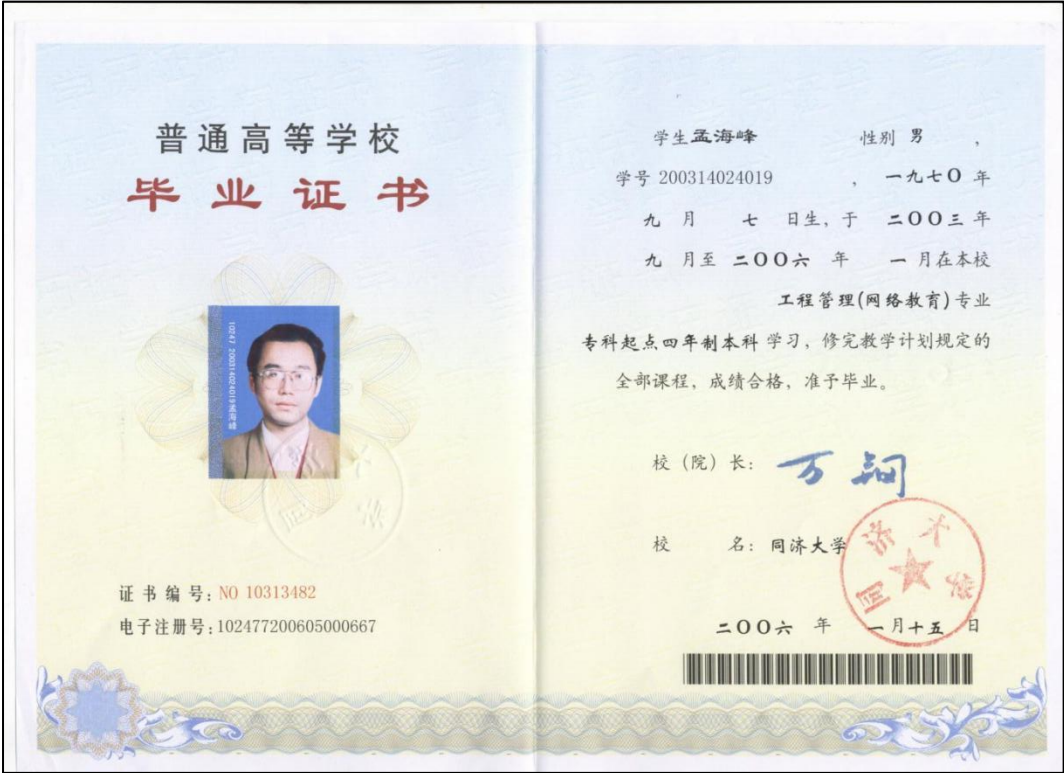 普通高等学校
毕业证书
10247 200314024019孟海峰
证书编号: NO 10313482
电子注册号:102477200605000667
学生孟海峰 性别 男 ,
学号 200314024019 , 一九七〇 年
九 月 七 日生, 于 二〇〇三 年
九 月至 二〇〇六 年 一 月在本校
工程管理(网络教育)专业
专科起点四年制本科 学习, 修完教学计划规定的
全部课程, 成绩合格, 准予毕业。
校(院)长: 万钢
校 名: 同济大学
同济大学
二〇〇六 年 一 月十五 日